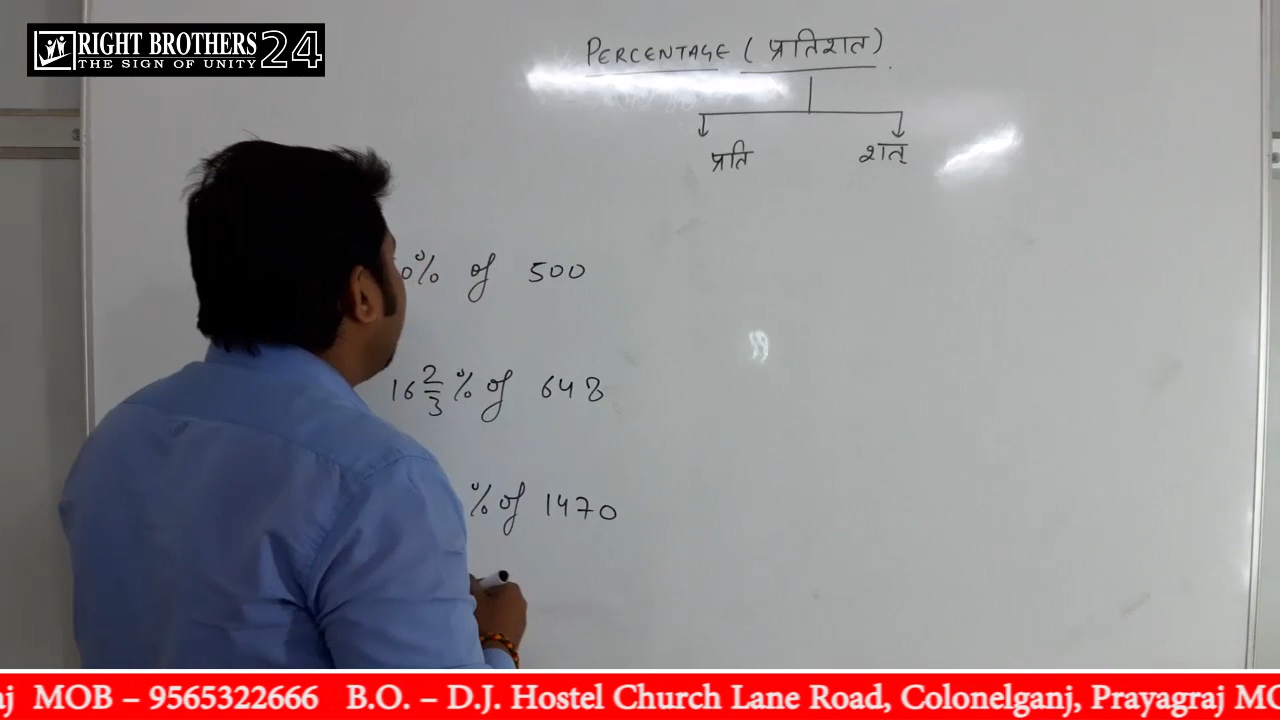 RIGHT BROTHERS 24
THE SIGN OF UNITY
PERCENTAGE (प्रतिशत)
प्रति शत्
0% of 500
16 2/3 % of 648
% of 1470
aj MOB – 9565322666 B.O. – D.J. Hostel Church Lane Road, Colonelganj, Prayagraj MO